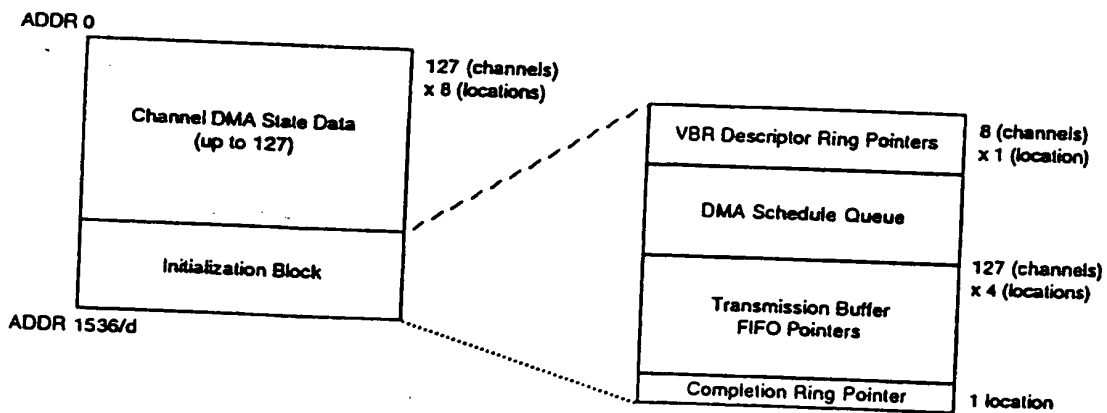 ADDR 0
127 (channels)
x 8 (locations)
Channel DMA State Data
(up to 127)
Initialization Block
ADDR 1536/d
VBR Descriptor Ring Pointers
8 (channels)
x 1 (location)
DMA Schedule Queue
127 (channels)
x 4 (locations)
Transmission Buffer
FIFO Pointers
Completion Ring Pointer
1 location